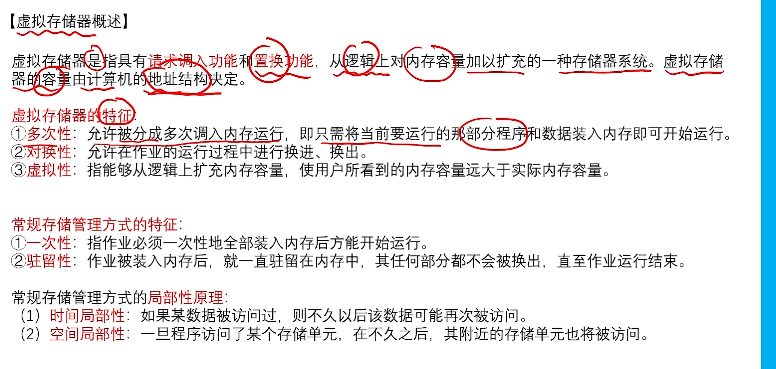 【虚拟存储器概述】
虚拟存储器是指具有请求调入功能和置换功能，从逻辑上对内存容量加以扩充的一种存储器系统。虚拟存储
器的容量由计算机的地址结构决定。
虚拟存储器的特征：
①多次性：允许被分成多次调入内存运行，即只需将当前要运行的那部分程序和数据装入内存即可开始运行。
②对换性：允许在作业的运行过程中进行换进、换出。
③虚拟性：指能够从逻辑上扩充内存容量，使用户所看到的内存容量远大于实际内存容量。
常规存储管理方式的特征：
①一次性：指作业必须一次性地全部装入内存后方能开始运行。
②驻留性：作业被装入内存后，就一直驻留在内存中，其任何部分都不会被换出，直至作业运行结束。
常规存储管理方式的局部性原理：
（1）时间局部性：如果某数据被访问过，则不久以后该数据可能再次被访问。
（2）空间局部性：一旦程序访问了某个存储单元，在不久之后，其附近的存储单元也将被访问。